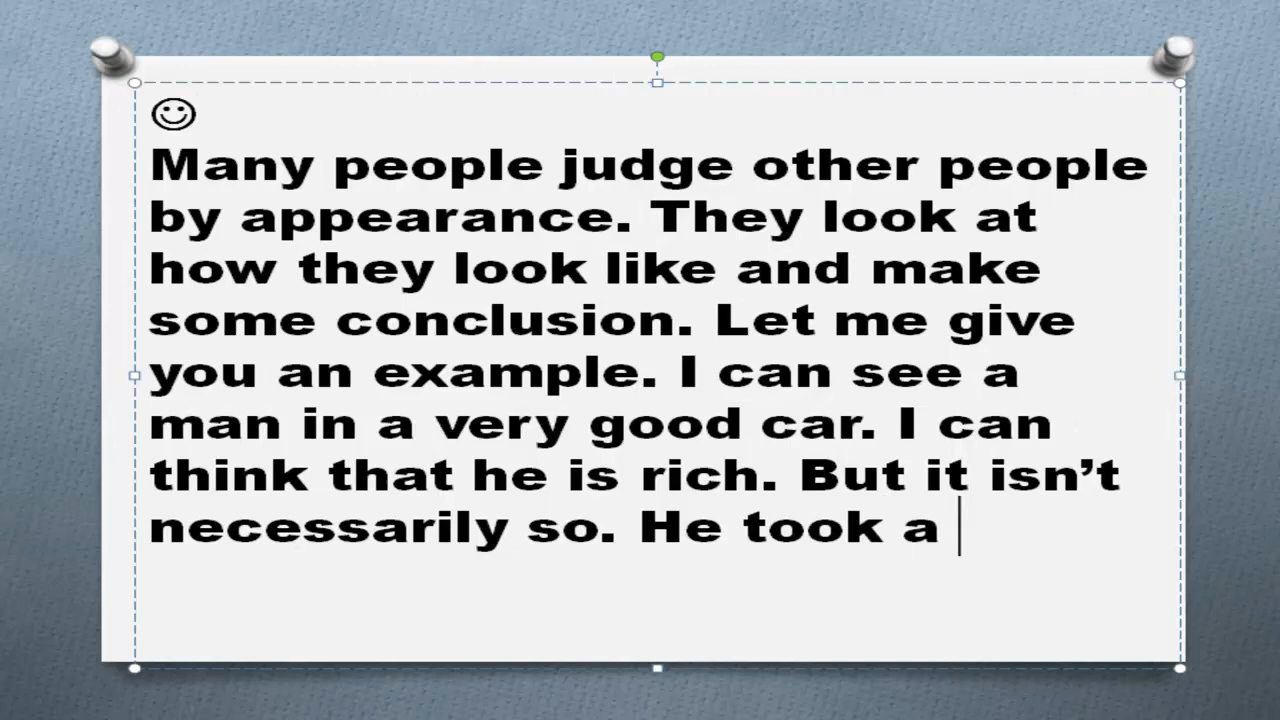 ☺
Many people judge other people
by appearance. They look at
how they look like and make
some conclusion. Let me give
you an example. I can see a
man in a very good car. I can
think that he is rich. But it isn’t
necessarily so. He took a